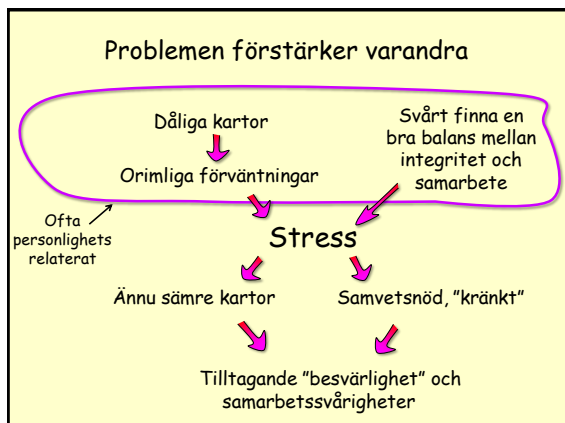 Problemen förstärker varandra
Dåliga kartor
Orimliga förväntningar
Svårt finna en
bra balans mellan
integritet och
samarbete
Ofta
personlighets
relaterat
Stress
Ännu sämre kartor
Samvetsnöd, ”kränkt”
Tilltagande ”besvärlighet” och
samarbetssvårigheter